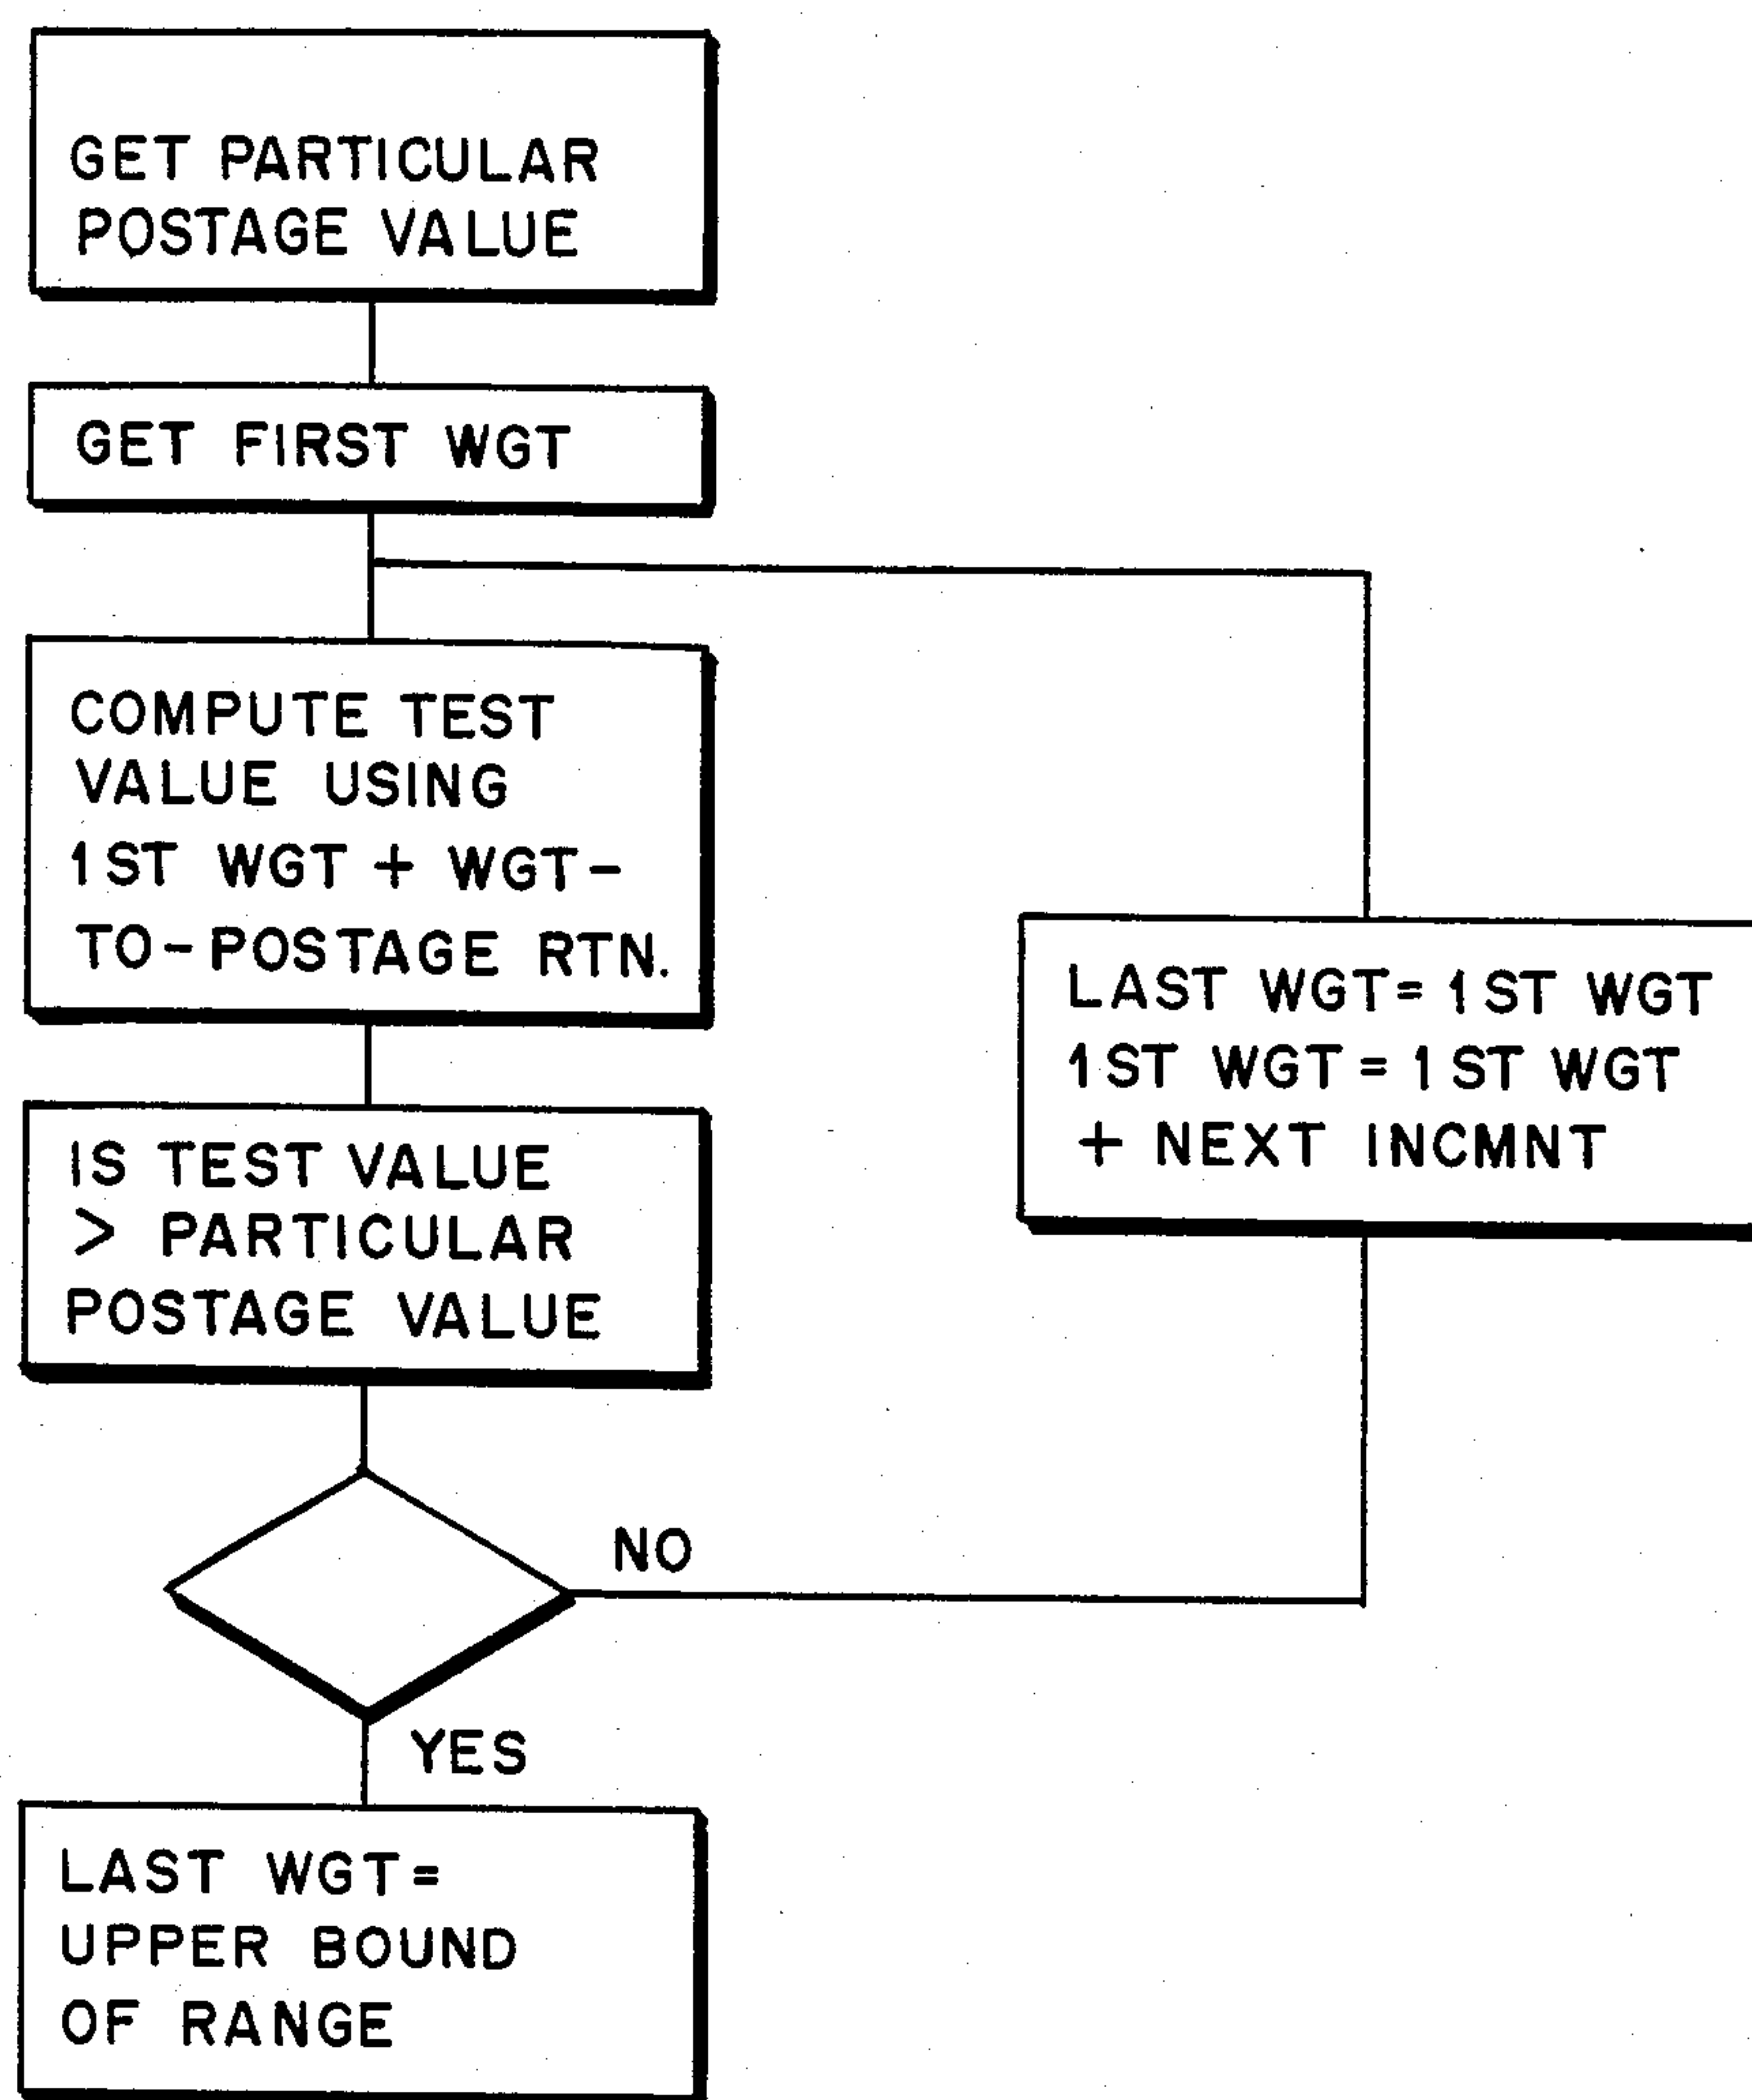 GET PARTICULAR
POSTAGE VALUE
GET FIRST WGT
COMPUTE TEST
VALUE USING
1ST WGT + WGT-
TO-POSTAGE RTN.
IS TEST VALUE
> PARTICULAR
POSTAGE VALUE
NO
LAST WGT= 1ST WGT
1ST WGT = 1ST WGT
+ NEXT INCMNT
YES
LAST WGT=
UPPER BOUND
OF RANGE